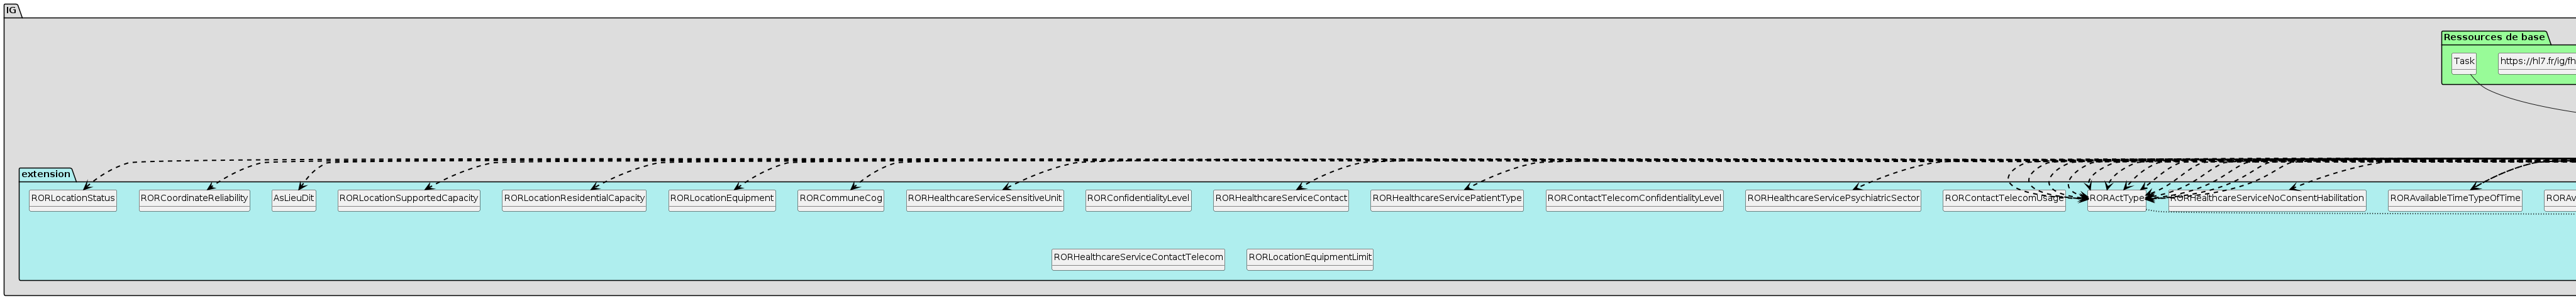 IG
Ressources de base
Task
https://hl7.fr/ig/fh
extension
RORLocationStatus
RORCoordinateReliability
AsLieuDit
RORLocationSupportedCapacity
RORLocationResidentialCapacity
RORLocationEquipment
RORCommuneCog
RORHealthcareServiceSensitiveUnit
RORConfidentialityLevel
RORHealthcareServiceContact
RORHealthcareServicePatientType
RORContactTelecomConfidentialityLevel
RORHealthcareServicePsychiatricSector
RORContactTelecomUsage
RORActType
RORHealthcareServiceNoConsentHabilitation
RORAvailableTimeTypeOfTime
RORAv
RORHealthcareServiceContactTelecom
RORLocationEquipmentLimit